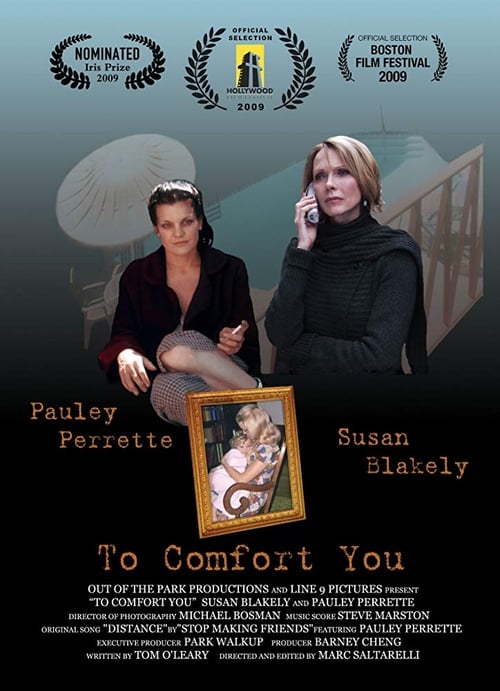 NOMINATED
Iris Prize
2009
OFFICIAL
SELECTION
HOLLYWOOD
2009
OFFICIAL SELECTION
BOSTON
FILM FESTIVAL
2009
Pauley
Perrette
Susan
Blakely
To Comfort You
OUT OF THE PARK PRODUCTIONS AND LINE 9 PICTURES PRESENT
"TO COMFORT YOU" SUSAN BLAKELY AND PAULEY PERRETTE
DIRECTOR OF PHOTOGRAPHY MICHAEL BOSMAN MUSIC SCORE STEVE MARSTON
ORIGINAL SONG "DISTANCE" BY "STOP MAKING FRIENDS" FEATURING PAULEY PERRETTE
EXECUTIVE PRODUCER PARK WALKUP PRODUCER BARNEY CHENG
WRITTEN BY TOM O'LEARY DIRECTED AND EDITED BY MARC SALTARELLI